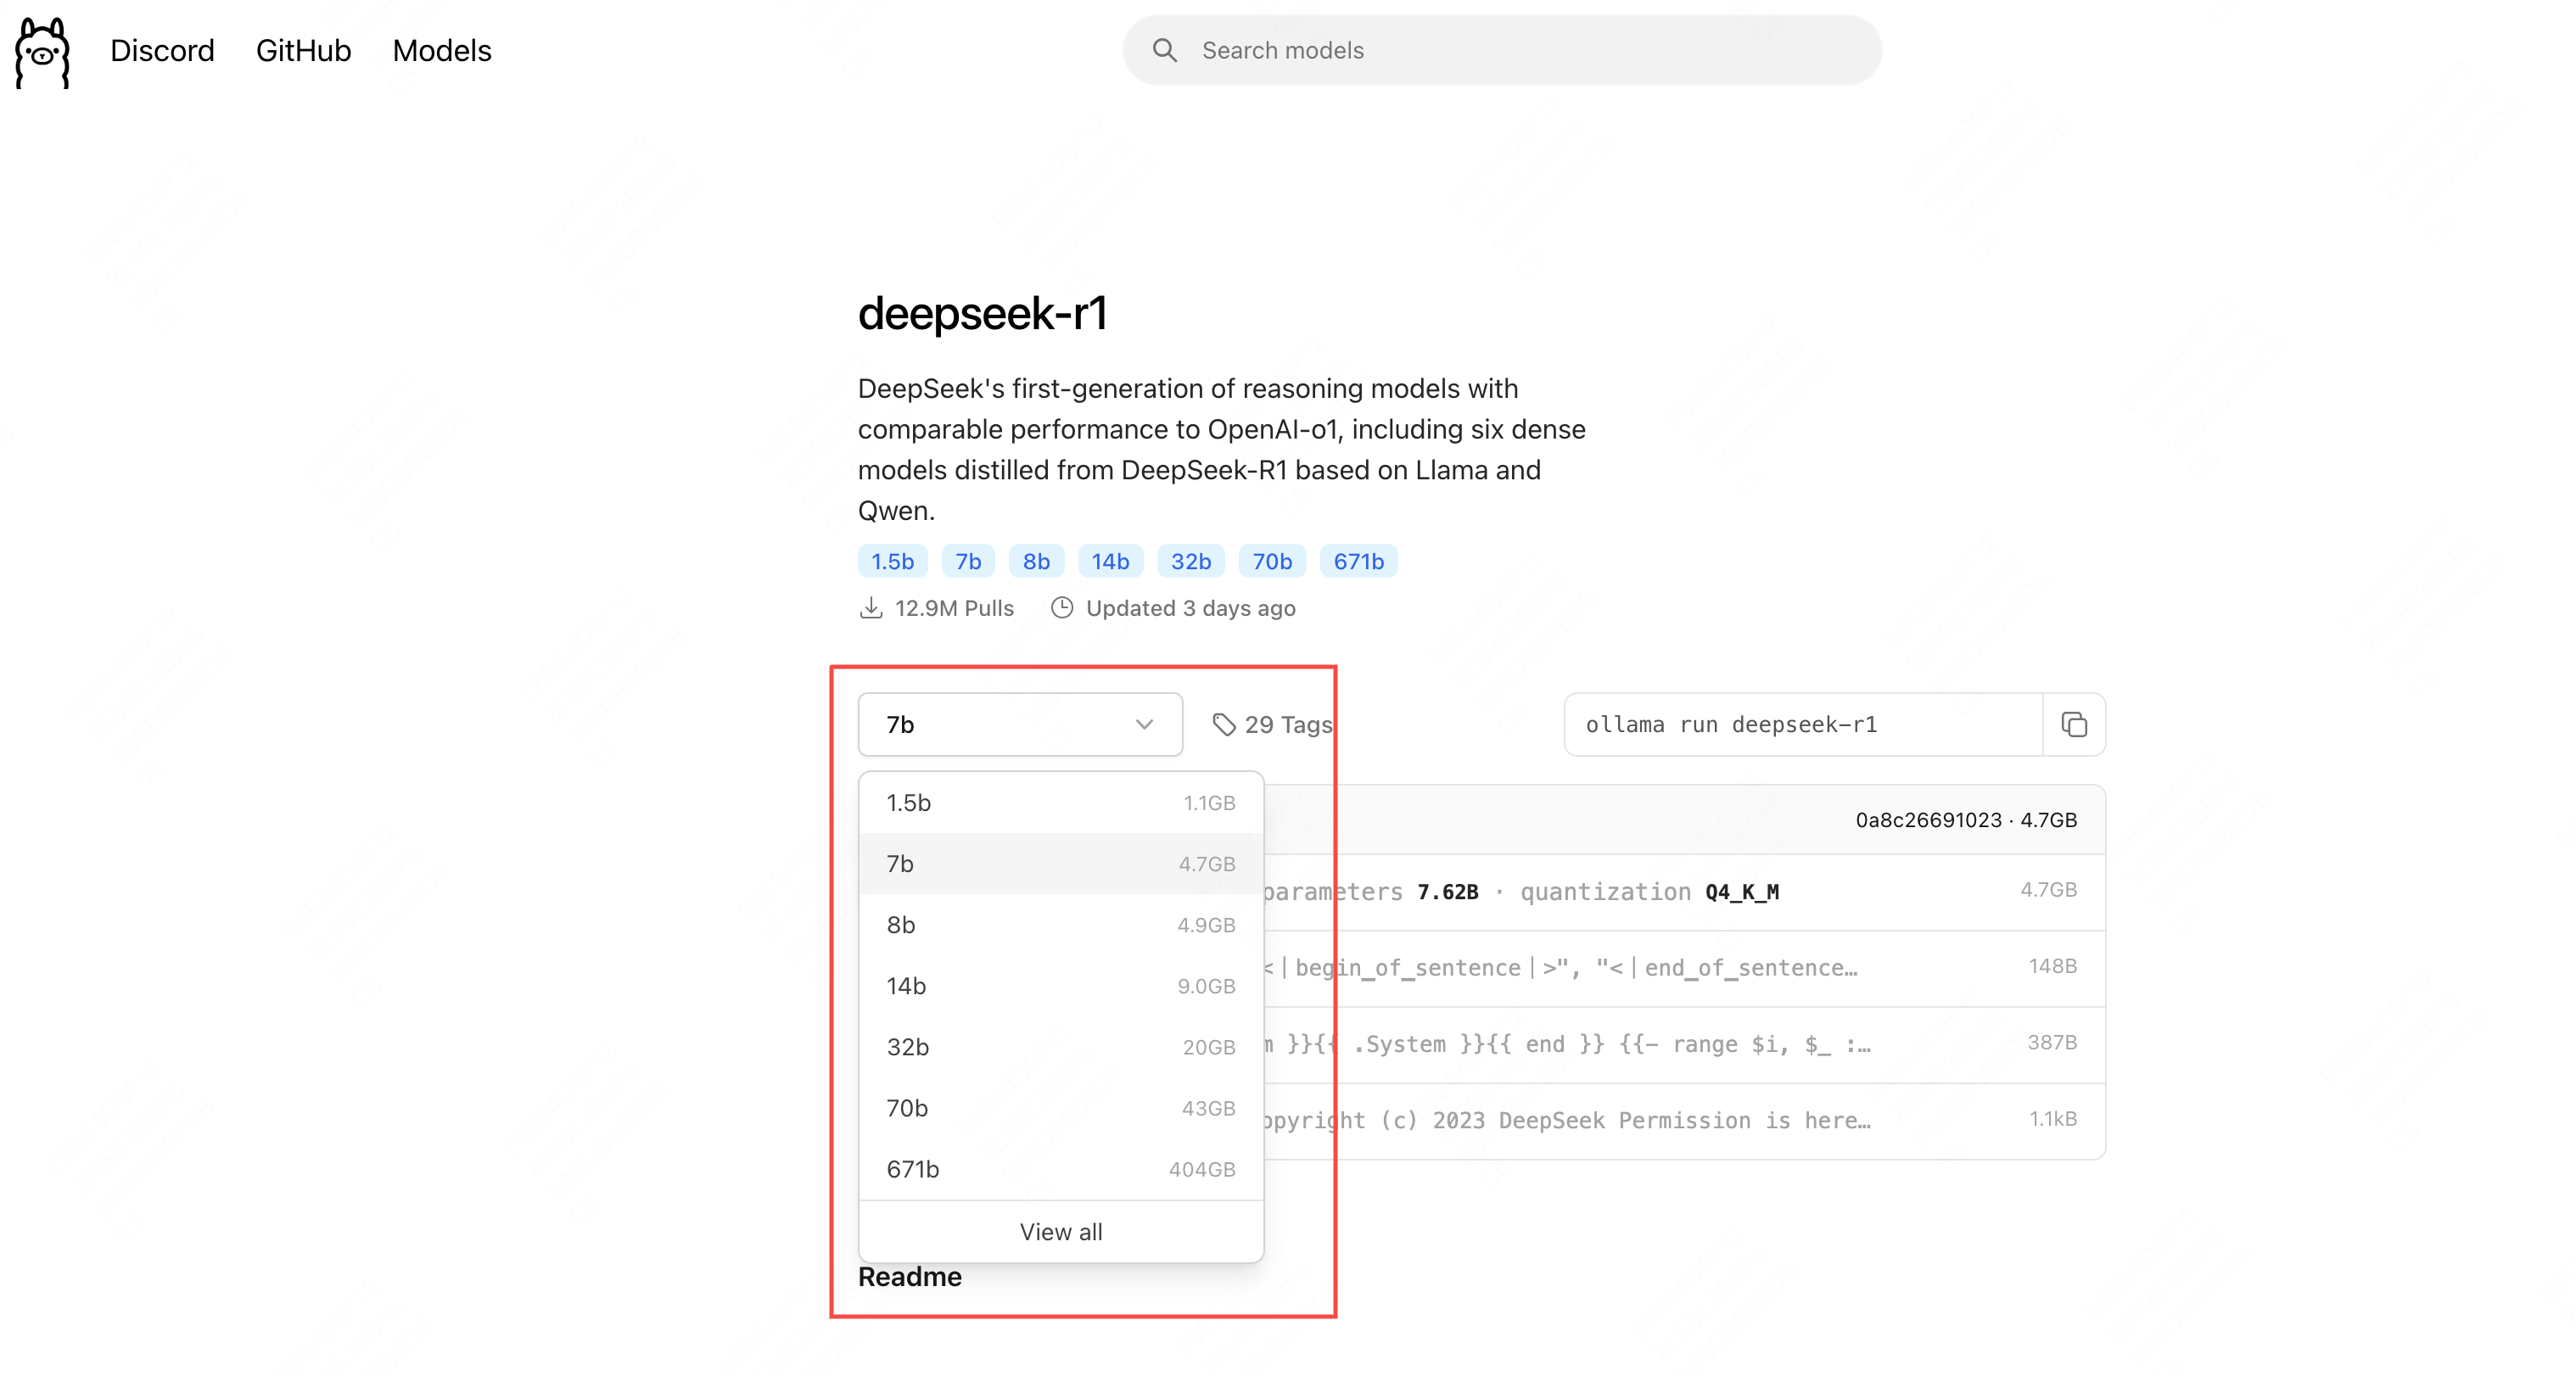 Discord GitHub Models Search models
deepseek-r1
DeepSeek's first-generation of reasoning models with
comparable performance to OpenAI-o1, including six dense
models distilled from DeepSeek-R1 based on Llama and
Qwen.
1.5b 7b 8b 14b 32b 70b 671b
12.9M Pulls Updated 3 days ago
7b 29 Tags ollama run deepseek-r1
1.5b 1.1GB
7b 4.7GB
8b 4.9GB
14b 9.0GB
32b 20GB
70b 43GB
671b 404GB
View all
0a8c26691023 · 4.7GB
parameters 7.62B · quantization Q4_K_M 4.7GB
<|begin_of_sentence|>", "<|end_of_sentence… 148B
m }}{{ .System }}{{ end }} {{- range $i, $_ :… 387B
opyright (c) 2023 DeepSeek Permission is here… 1.1kB
Readme